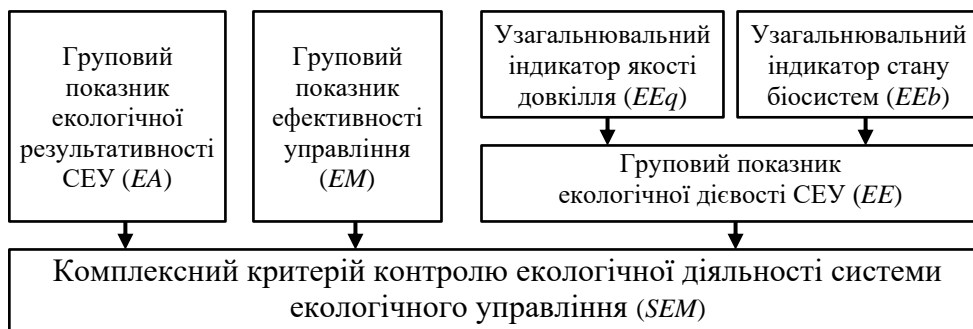 Груповий
показник
екологічної
результативності
СЕУ (EA)
Груповий
показник
ефективності
управління
(EM)
Узагальнювальний
індикатор якості
довкілля (EEq)
Узагальнювальний
індикатор стану
біосистем (EEb)
Груповий показник
екологічної дієвості СЕУ (EE)
Комплексний критерій контролю екологічної діяльності системи
екологічного управління (SEM)